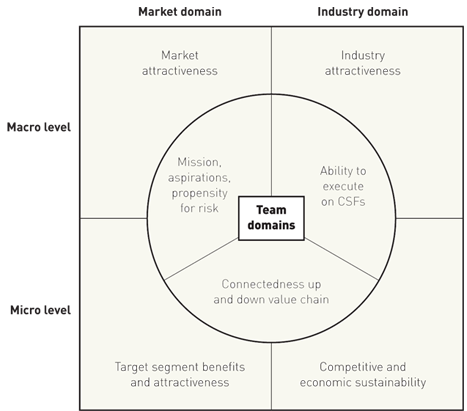 Market domain
Industry domain
Macro level
Market
attractiveness
Industry
attractiveness
Mission,
aspirations,
propensity
for risk
Ability to
execute
on CSFs
Team
domains
Connectedness up
and down value chain
Micro level
Target segment benefits
and attractiveness
Competitive and
economic sustainability